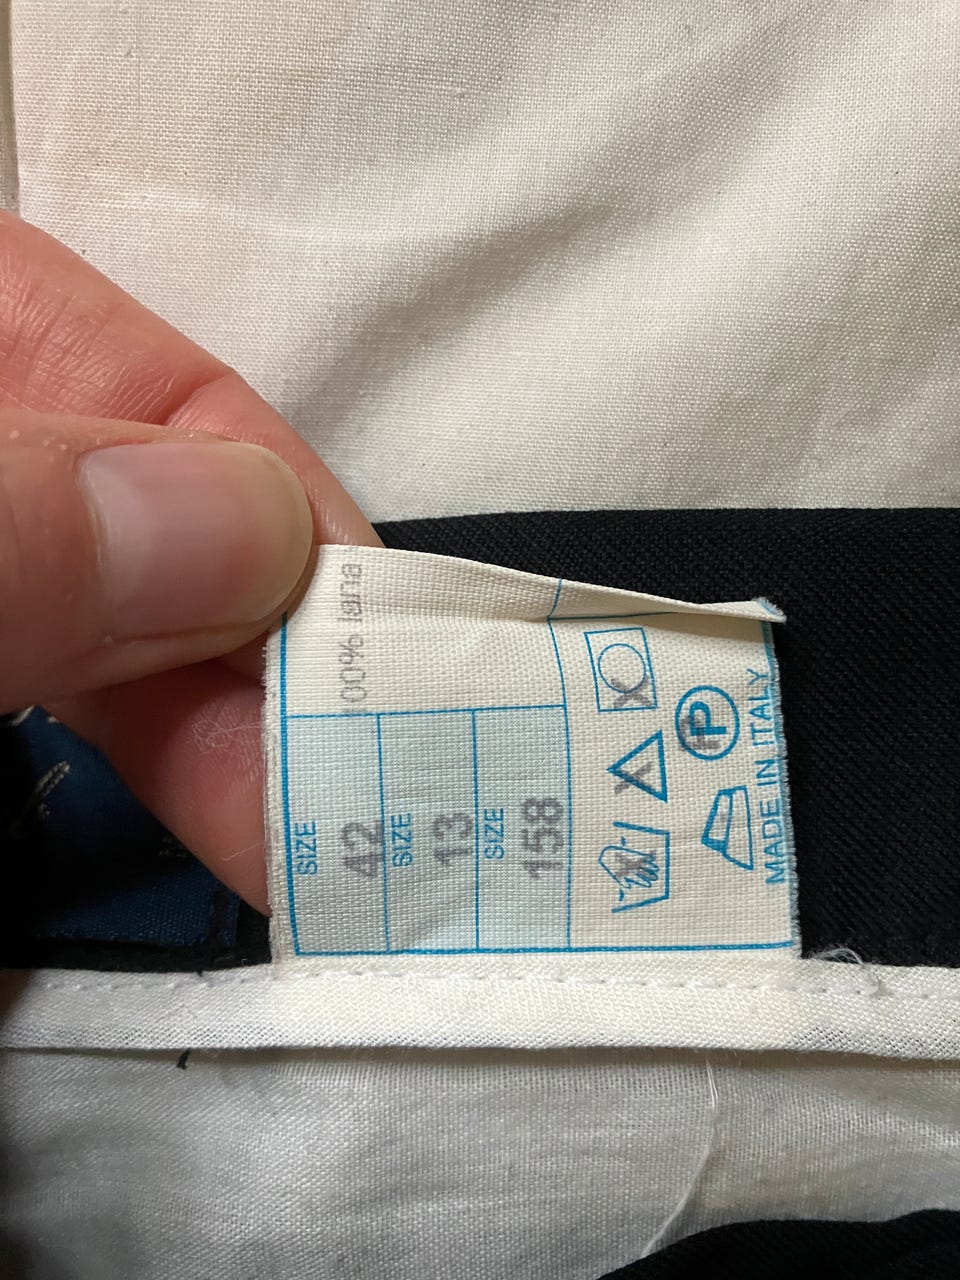 100% lana
SIZE
42
SIZE
13
SIZE
158
P
MADE IN ITALY